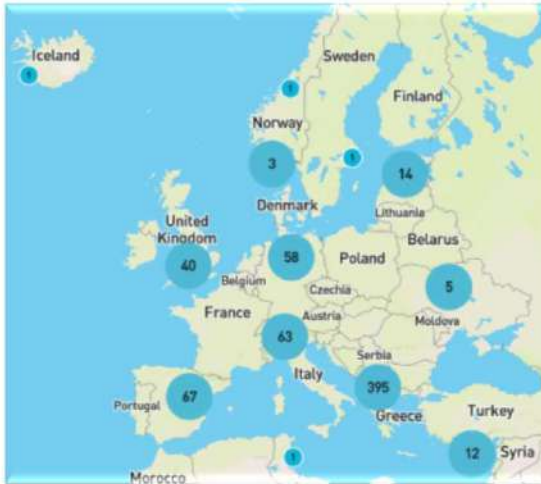 Iceland
1
Sweden
1
Finland
Norway
3
1
14
Denmark
Lithuania
United
Kingdom
40
58
Poland
Belarus
Belgium
Czechia
5
France
Austria
Moldova
63
Serbia
Italy
395
67
Portugal
Greece
Turkey
12
Syria
1
Morocco